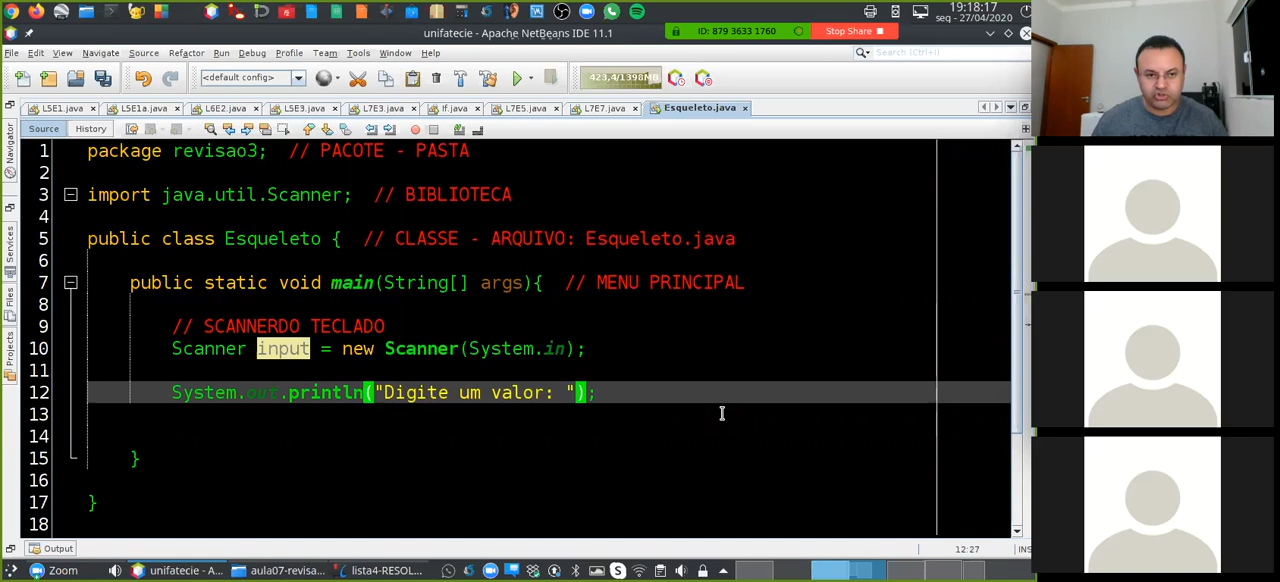 19:18:17
seg - 27/04/2020
unifatecie - Apache NetBeans IDE 11.1
ID: 879 3633 1760
Stop Share
File Edit View Navigate Source Refactor Run Debug Profile Team Tools Window Help
Search (Ctrl+I)
<default config>
423,4/1398MB
L5E1.java L5E1a.java L6E2.java L5E3.java L7E3.java If.java L7E5.java L7E7.java Esqueleto.java
Source History
Navigator
Services
Files
Projects
1 package revisao3; // PACOTE - PASTA
2
3 import java.util.Scanner; // BIBLIOTECA
4
5 public class Esqueleto { // CLASSE - ARQUIVO: Esqueleto.java
6
7 public static void main(String[] args){ // MENU PRINCIPAL
8
9 // SCANNERDO TECLADO
10 Scanner input = new Scanner(System.in);
11
12 System.out.println("Digite um valor: ");
13
14
15 }
16
17 }
18
Output
12:27
INS
Zoom
unifatecie - A...
aula07-revisa...
lista4-RESOL...